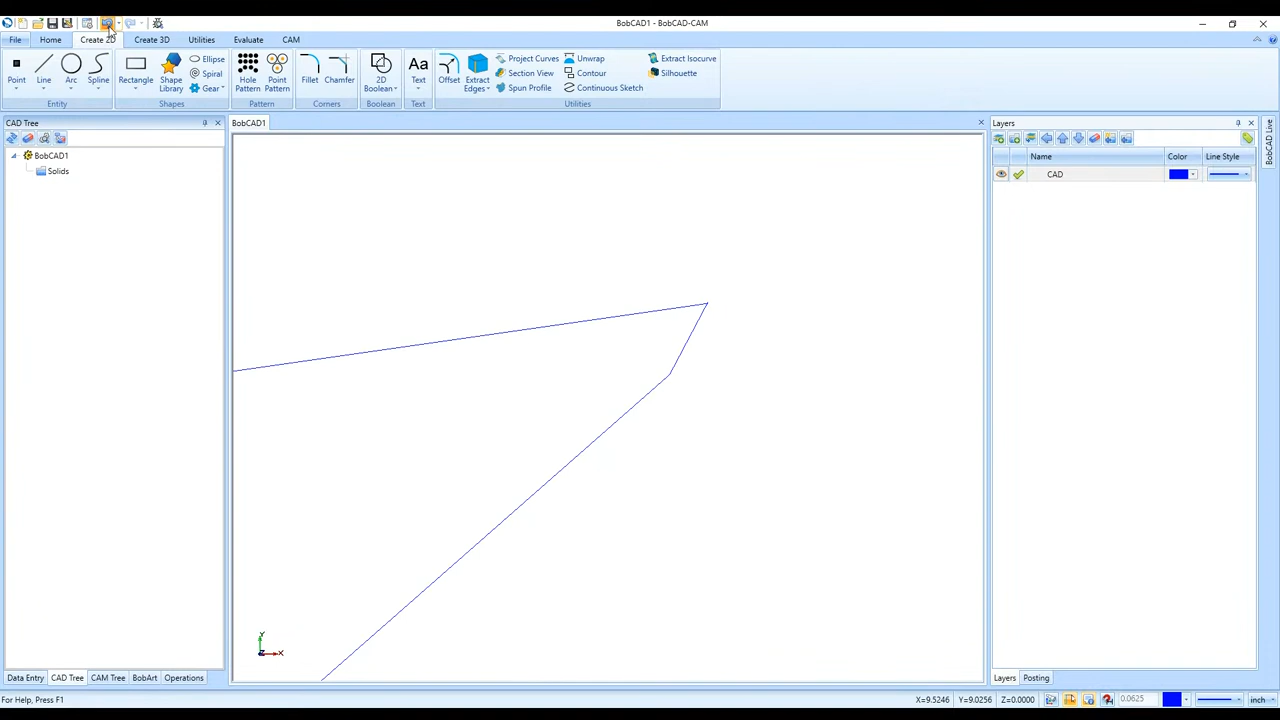 BobCAD1 - BobCAD-CAM
File Home Create 2D Create 3D Utilities Evaluate CAM
Point Line Arc Spline
Entity
Rectangle Shape Library Ellipse Spiral Gear
Shapes
Hole Pattern Point Pattern
Pattern
Fillet Chamfer
Corners
2D Boolean
Boolean
Aa Text
Text
Offset Extract Edges Project Curves Section View Spun Profile Unwrap Contour Continuous Sketch Extract Isocurve Silhouette
Utilities
CAD Tree
BobCAD1
Solids
BobCAD1
Y
Z X
Layers
Name Color Line Style
CAD
BobCAD Live
Data Entry CAD Tree CAM Tree BobArt Operations
Layers Posting
For Help, Press F1
X=9.5246 Y=9.0256 Z=0.0000 0.0625 inch